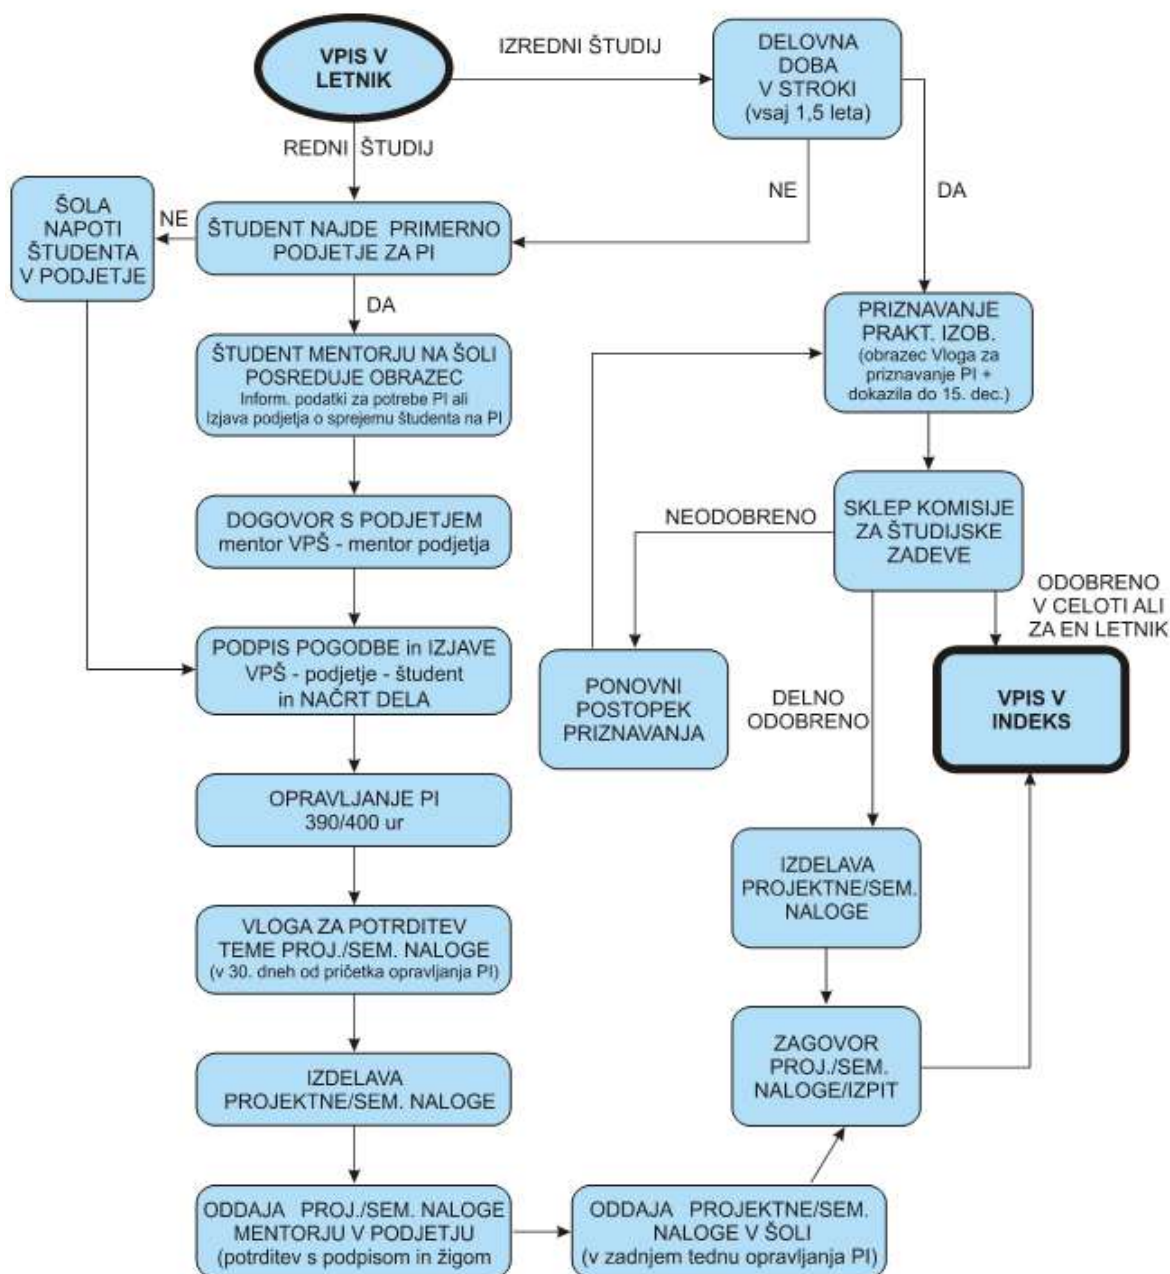 VPIS V
LETNIK
IZREDNI ŠTUDIJ
DELOVNA
DOBA
V STROKI
(vsaj 1,5 leta)
REDNI ŠTUDIJ
NE
DA
ŠOLA
NAPOTI
ŠTUDENTA
V PODJETJE
NE
ŠTUDENT NAJDE PRIMERNO
PODJETJE ZA PI
DA
ŠTUDENT MENTORJU NA ŠOLI
POSREDUJE OBRAZEC
Inform. podatki za potrebe PI ali
Izjava podjetja o sprejemu študenta na PI
PRIZNAVANJE
PRAKT. IZOB.
(obrazec Vloga za
priznavanje PI +
dokazila do 15. dec.)
DOGOVOR S PODJETJEM
mentor VPŠ - mentor podjetja
NEODOBRENO
SKLEP KOMISIJE
ZA ŠTUDIJSKE
ZADEVE
ODOBRENO
V CELOTI ALI
ZA EN LETNIK
PODPIS POGODBE in IZJAVE
VPŠ - podjetje - študent
in NAČRT DELA
PONOVNI
POSTOPEK
PRIZNAVANJA
DELNO
ODOBRENO
VPIS V
INDEKS
OPRAVLJANJE PI
390/400 ur
IZDELAVA
PROJEKTNE/SEM.
NALOGE
VLOGA ZA POTRDITEV
TEME PROJ./SEM. NALOGE
(v 30. dneh od pričetka opravljanja PI)
ZAGOVOR
PROJ./SEM.
NALOGE/IZPIT
IZDELAVA
PROJEKTNE/SEM. NALOGE
ODDAJA PROJ./SEM. NALOGE
MENTORJU V PODJETJU
(potrditev s podpisom in žigom
ODDAJA PROJEKTNE/SEM.
NALOGE V ŠOLI
(v zadnjem tednu opravljanja PI)